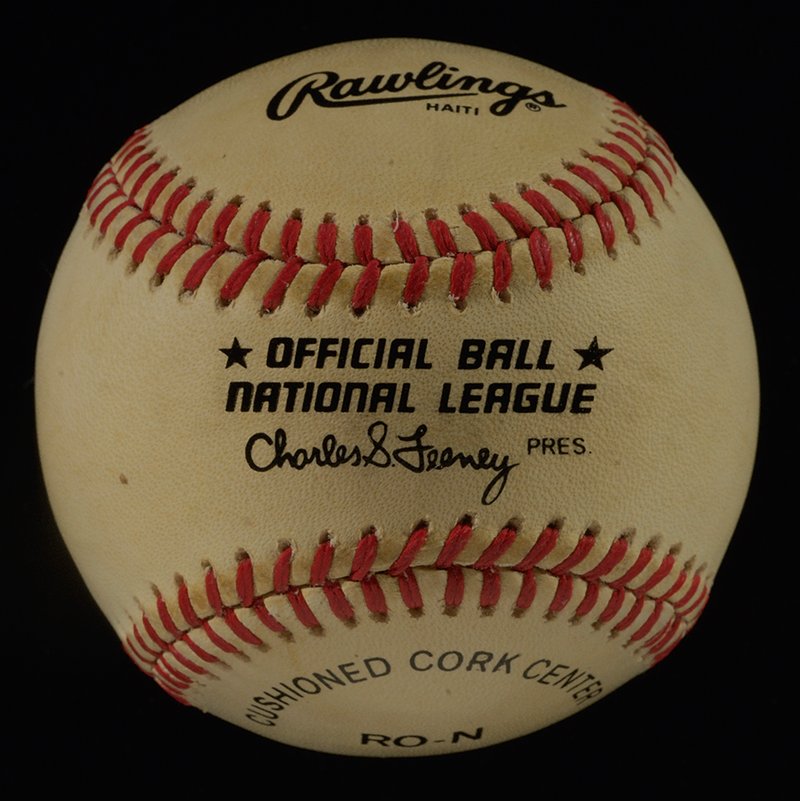 Rawlings®
HAITI
★ OFFICIAL BALL ★
NATIONAL LEAGUE
Charles S. Feeney PRES.
CUSHIONED CORK CENTER
RO-N